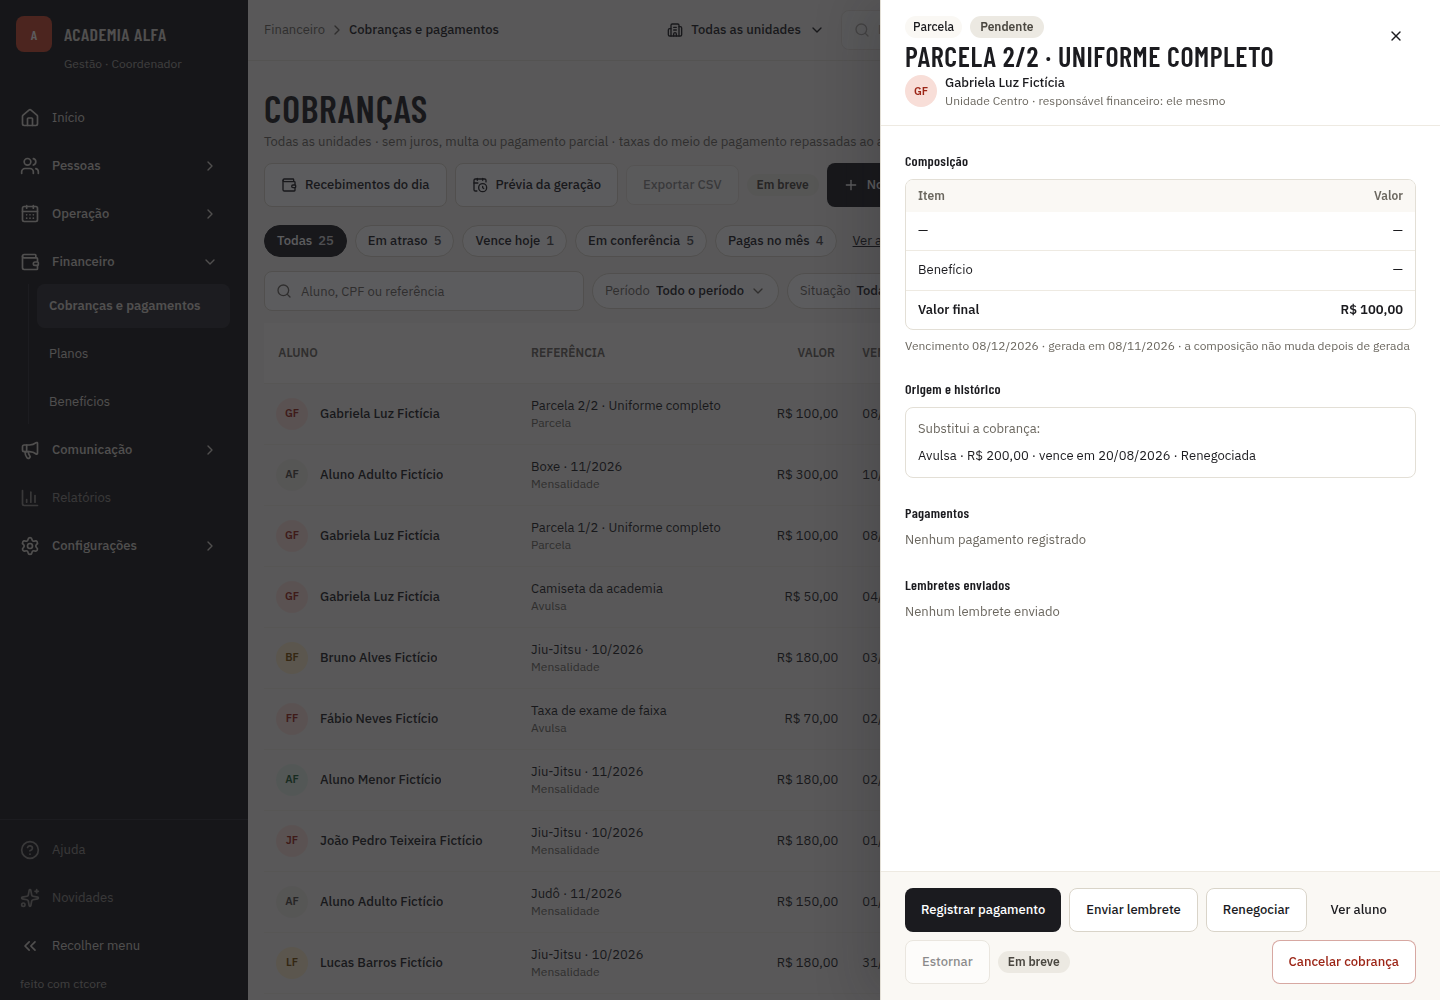 A
ACADEMIA ALFA
Gestão · Coordenador
Início
Pessoas
Operação
Financeiro
Cobranças e pagamentos
Planos
Benefícios
Comunicação
Relatórios
Configurações
Ajuda
Novidades
Recolher menu
feito com ctcore
Financeiro > Cobranças e pagamentos
Todas as unidades
COBRANÇAS
Todas as unidades · sem juros, multa ou pagamento parcial · taxas do meio de pagamento repassadas ao
Recebimentos do dia
Prévia da geração
Exportar CSV
Em breve
Todas 25
Em atraso 5
Vence hoje 1
Em conferência 5
Pagas no mês 4
Ver
Aluno, CPF ou referência
Período Todo o período
Situação
ALUNO REFERÊNCIA VALOR
GF Gabriela Luz Fictícia Parcela 2/2 · Uniforme completo R$ 100,00 08/
Parcela
AF Aluno Adulto Fictício Boxe · 11/2026 R$ 300,00 10/
Mensalidade
GF Gabriela Luz Fictícia Parcela 1/2 · Uniforme completo R$ 100,00 08/
Parcela
GF Gabriela Luz Fictícia Camiseta da academia R$ 50,00 04/
Avulsa
BF Bruno Alves Fictício Jiu-Jitsu · 10/2026 R$ 180,00 03/
Mensalidade
FF Fábio Neves Fictício Taxa de exame de faixa R$ 70,00 02/
Avulsa
AF Aluno Menor Fictício Jiu-Jitsu · 11/2026 R$ 180,00 02/
Mensalidade
JF João Pedro Teixeira Fictício Jiu-Jitsu · 10/2026 R$ 180,00 01/
Mensalidade
AF Aluno Adulto Fictício Judô · 11/2026 R$ 150,00 01/
Mensalidade
LF Lucas Barros Fictício Jiu-Jitsu · 10/2026 R$ 180,00 31/
Mensalidade
Parcela Pendente
PARCELA 2/2 · UNIFORME COMPLETO
GF
Gabriela Luz Fictícia
Unidade Centro · responsável financeiro: ele mesmo
Composição
Item Valor
— —
Benefício —
Valor final R$ 100,00
Vencimento 08/12/2026 · gerada em 08/11/2026 · a composição não muda depois de gerada
Origem e histórico
Substitui a cobrança:
Avulsa · R$ 200,00 · vence em 20/08/2026 · Renegociada
Pagamentos
Nenhum pagamento registrado
Lembretes enviados
Nenhum lembrete enviado
Registrar pagamento
Enviar lembrete
Renegociar
Ver aluno
Estornar
Em breve
Cancelar cobrança